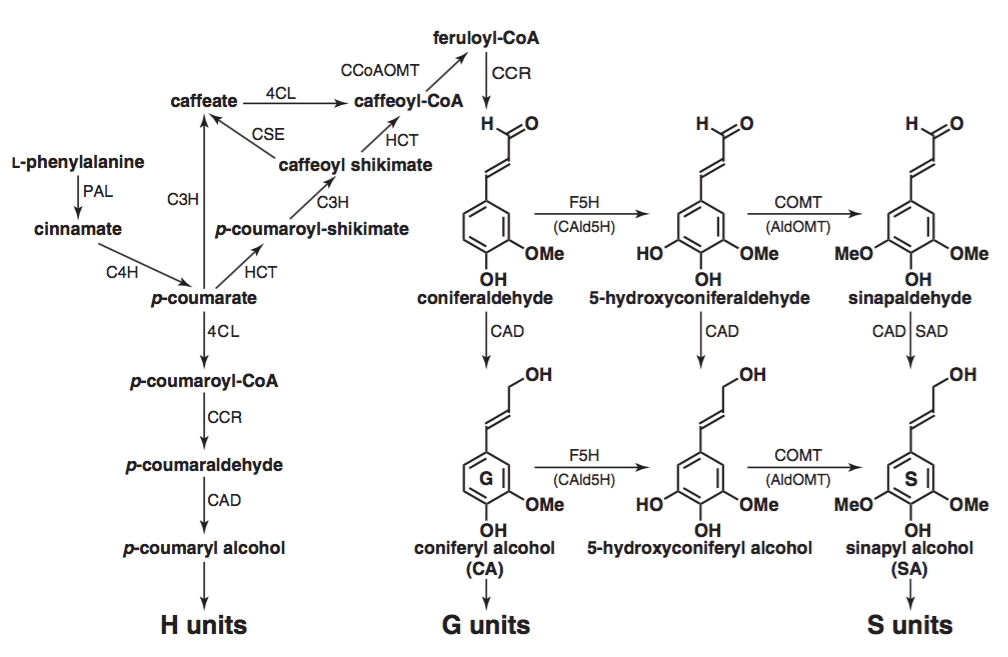 feruloyl-CoA
CCoAOMT
CCR
caffeate
4CL
caffeoyl-CoA
CSE
HCT
L-phenylalanine
caffeoyl shikimate
PAL
C3H
C3H
cinnamate
p-coumaroyl-shikimate
C4H
HCT
p-coumarate
4CL
p-coumaroyl-CoA
CCR
p-coumaraldehyde
CAD
p-coumaryl alcohol
H units
H O
OMe
OH
coniferaldehyde
F5H
(CAld5H)
H O
HO OMe
OH
5-hydroxyconiferaldehyde
COMT
(AldOMT)
H O
MeO OMe
OH
sinapaldehyde
CAD
CAD
CAD SAD
OH
G
OMe
OH
coniferyl alcohol
(CA)
F5H
(CAld5H)
OH
HO OMe
OH
5-hydroxyconiferyl alcohol
COMT
(AldOMT)
OH
S
MeO OMe
OH
sinapyl alcohol
(SA)
G units
S units